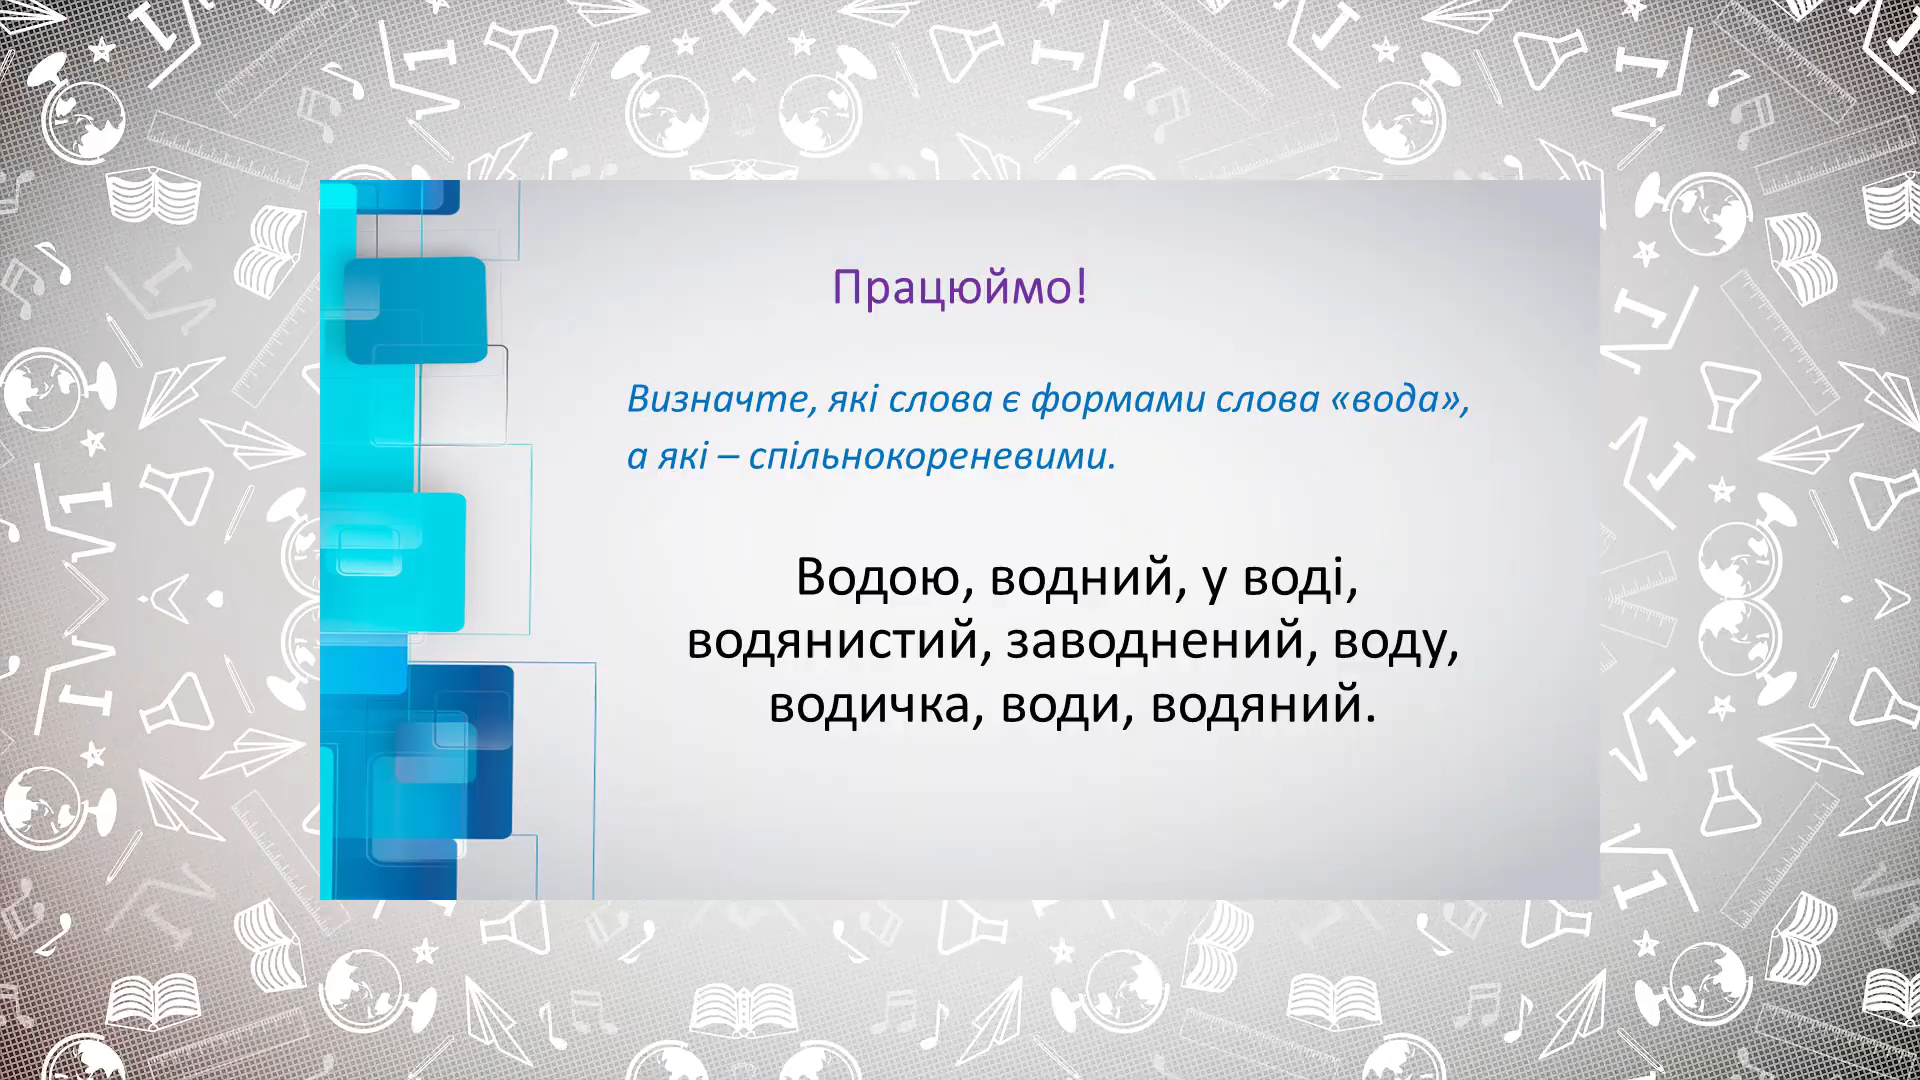 Працюймо!
Визначте, які слова є формами слова «вода»,
а які – спільнокореневими.
Водою, водний, у воді,
водянистий, заводнений, воду,
водичка, води, водяний.